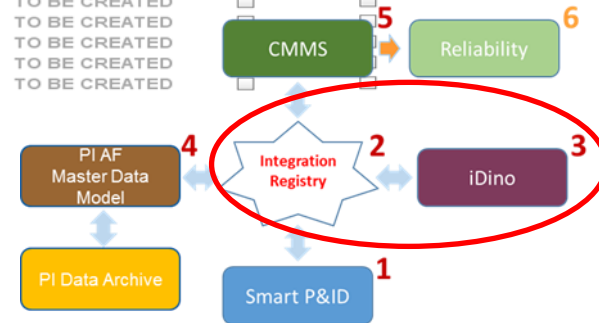 TO BE CREATED
TO BE CREATED
TO BE CREATED
TO BE CREATED
TO BE CREATED
5
6
CMMS
Reliability
4
2
3
PI AF
Master Data
Model
Integration
Registry
iDino
1
PI Data Archive
Smart P&ID